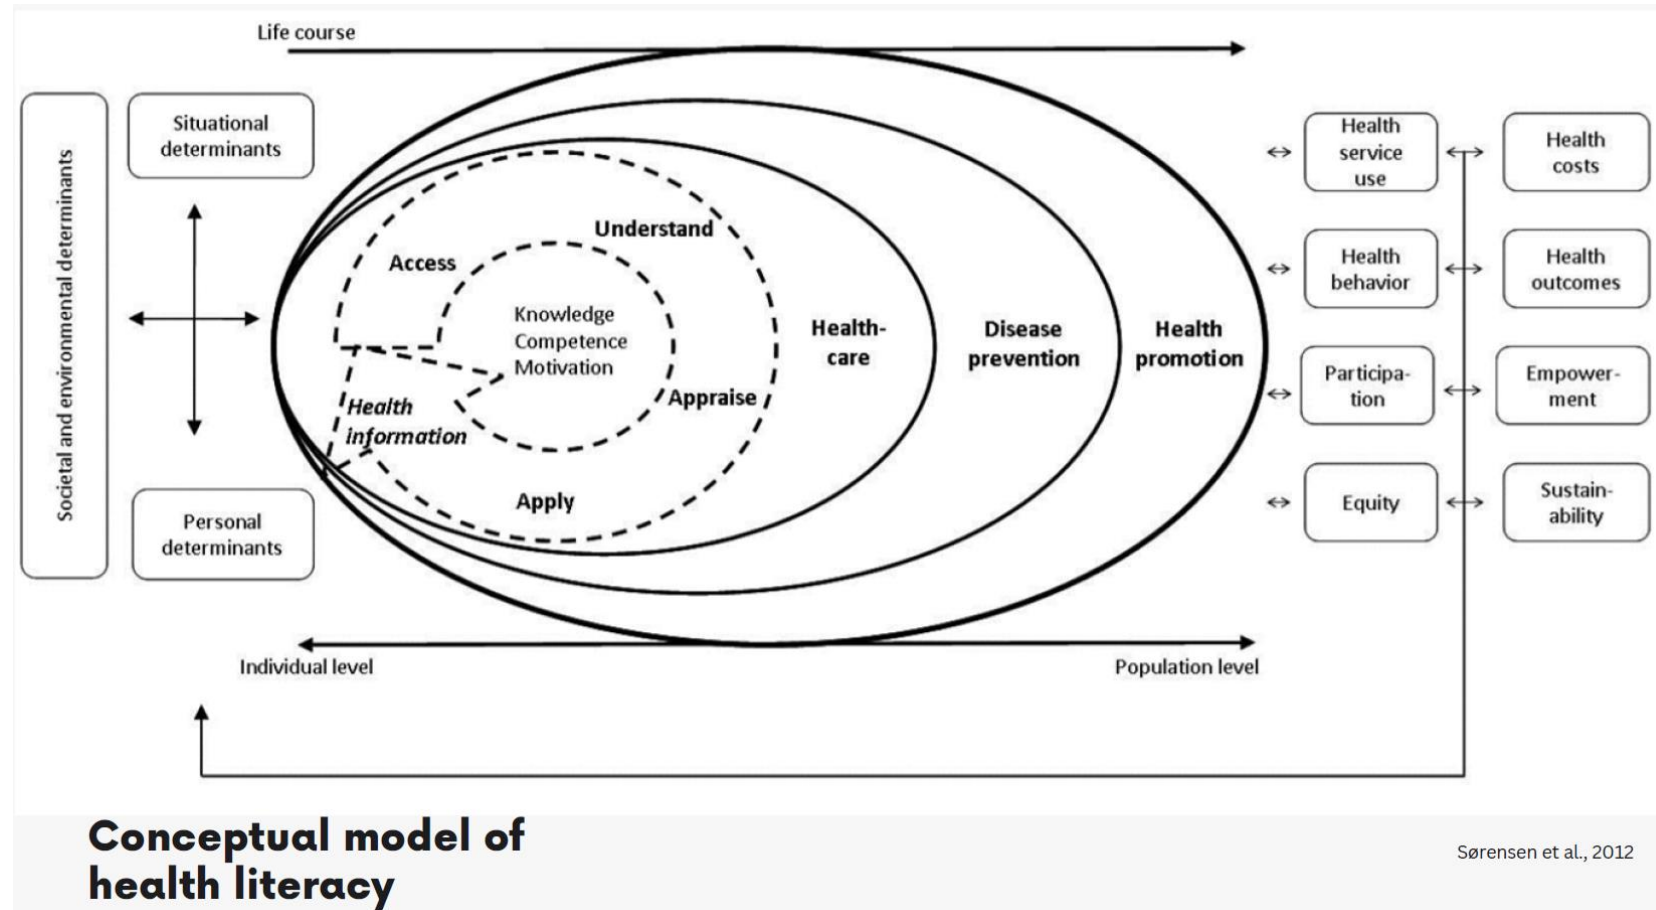 Life course
Societal and environmental determinants
Situational
determinants
Personal
determinants
Access
Understand
Knowledge
Competence
Motivation
Appraise
Health
information
Apply
Health-
care
Disease
prevention
Health
promotion
Health
service
use
Health
costs
Health
behavior
Health
outcomes
Participa-
tion
Empower-
ment
Equity
Sustain-
ability
Individual level
Population level
Conceptual model of
health literacy
Sørensen et al., 2012